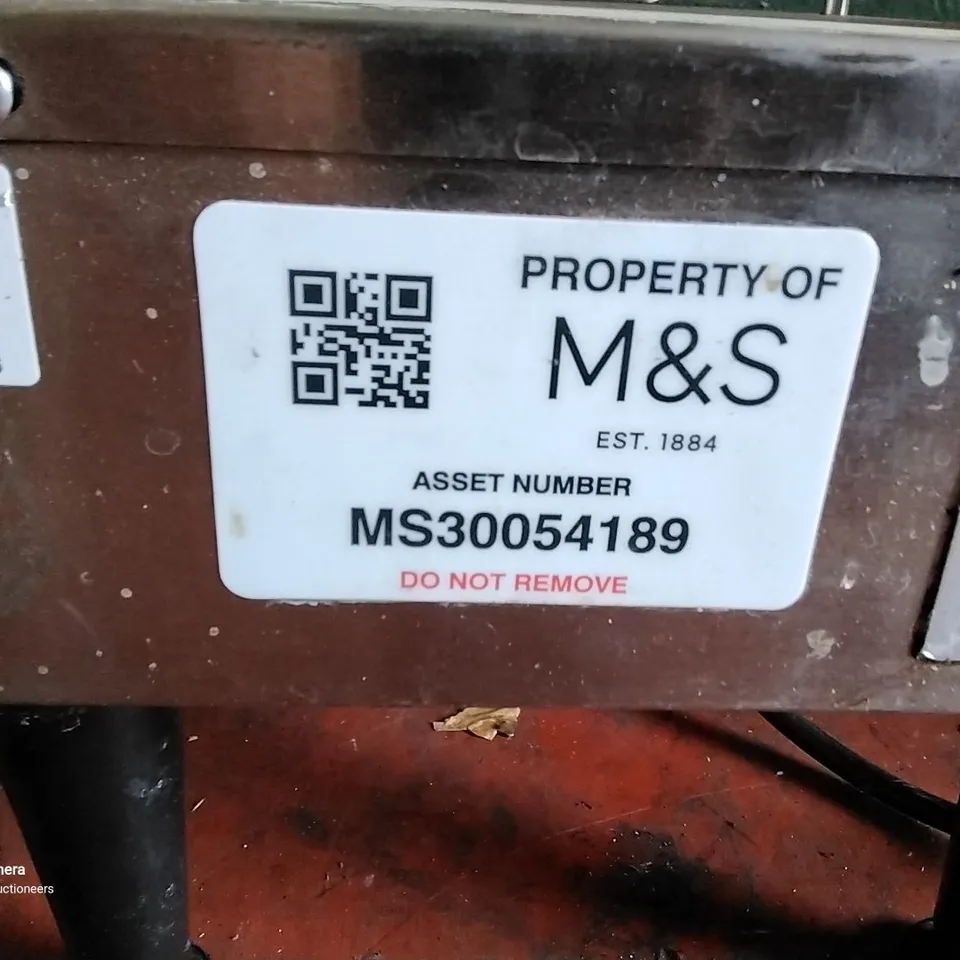 PROPERTY OF
M&S
EST. 1884
ASSET NUMBER
MS30054189
DO NOT REMOVE